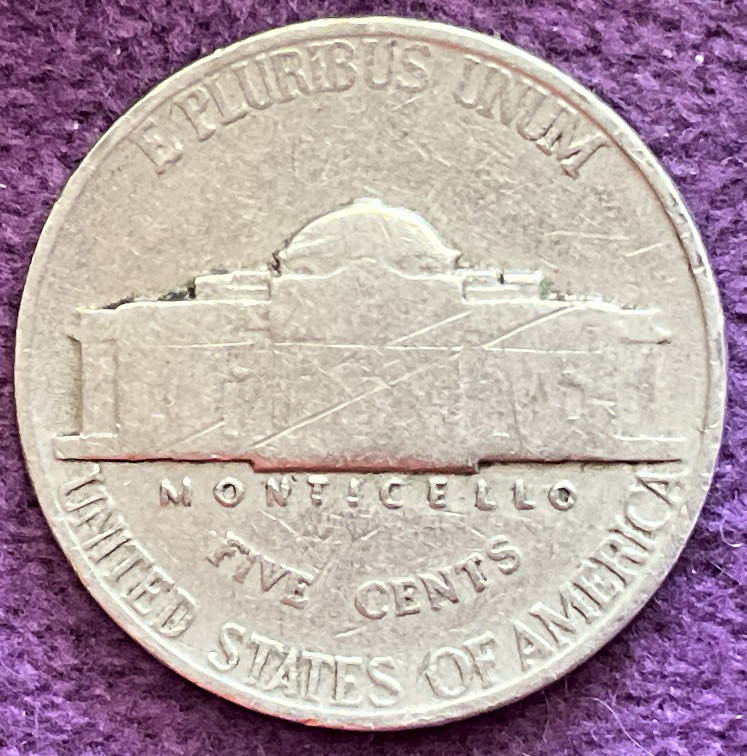 E PLURIBUS UNUM
MONTICELLO
FIVE CENTS
UNITED STATES OF AMERICA